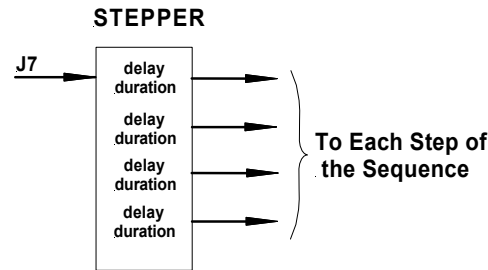 STEPPER
J7
delay
duration
delay
duration
delay
duration
delay
duration
To Each Step of
the Sequence